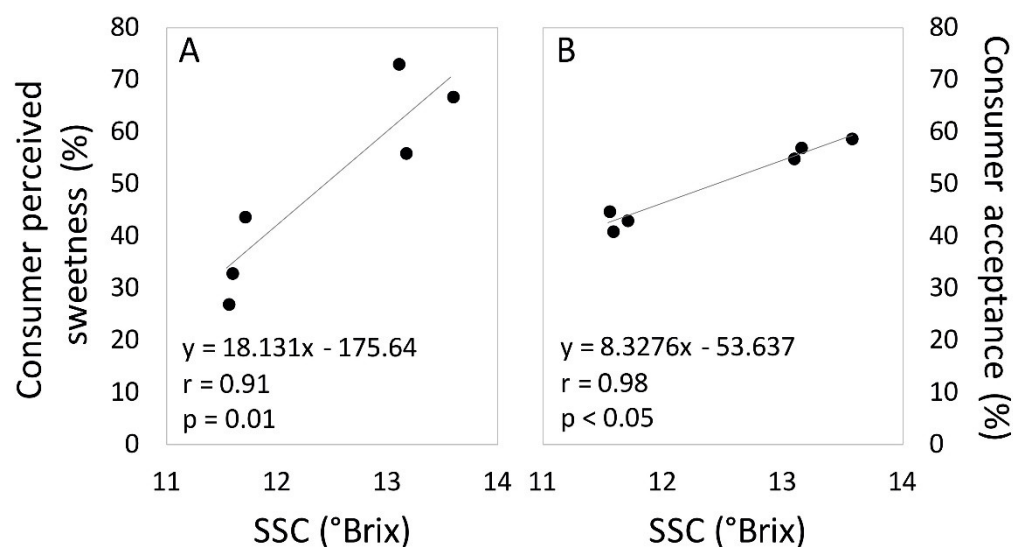 Consumer perceived
sweetness (%)
80
70
60
50
40
30
20
10
0
A
y = 18.131x - 175.64
r = 0.91
p = 0.01
11 12 13 14
SSC (°Brix)
B
y = 8.3276x - 53.637
r = 0.98
p < 0.05
11 12 13 14
SSC (°Brix)
80
70
60
50
40
30
20
10
0
Consumer acceptance (%)